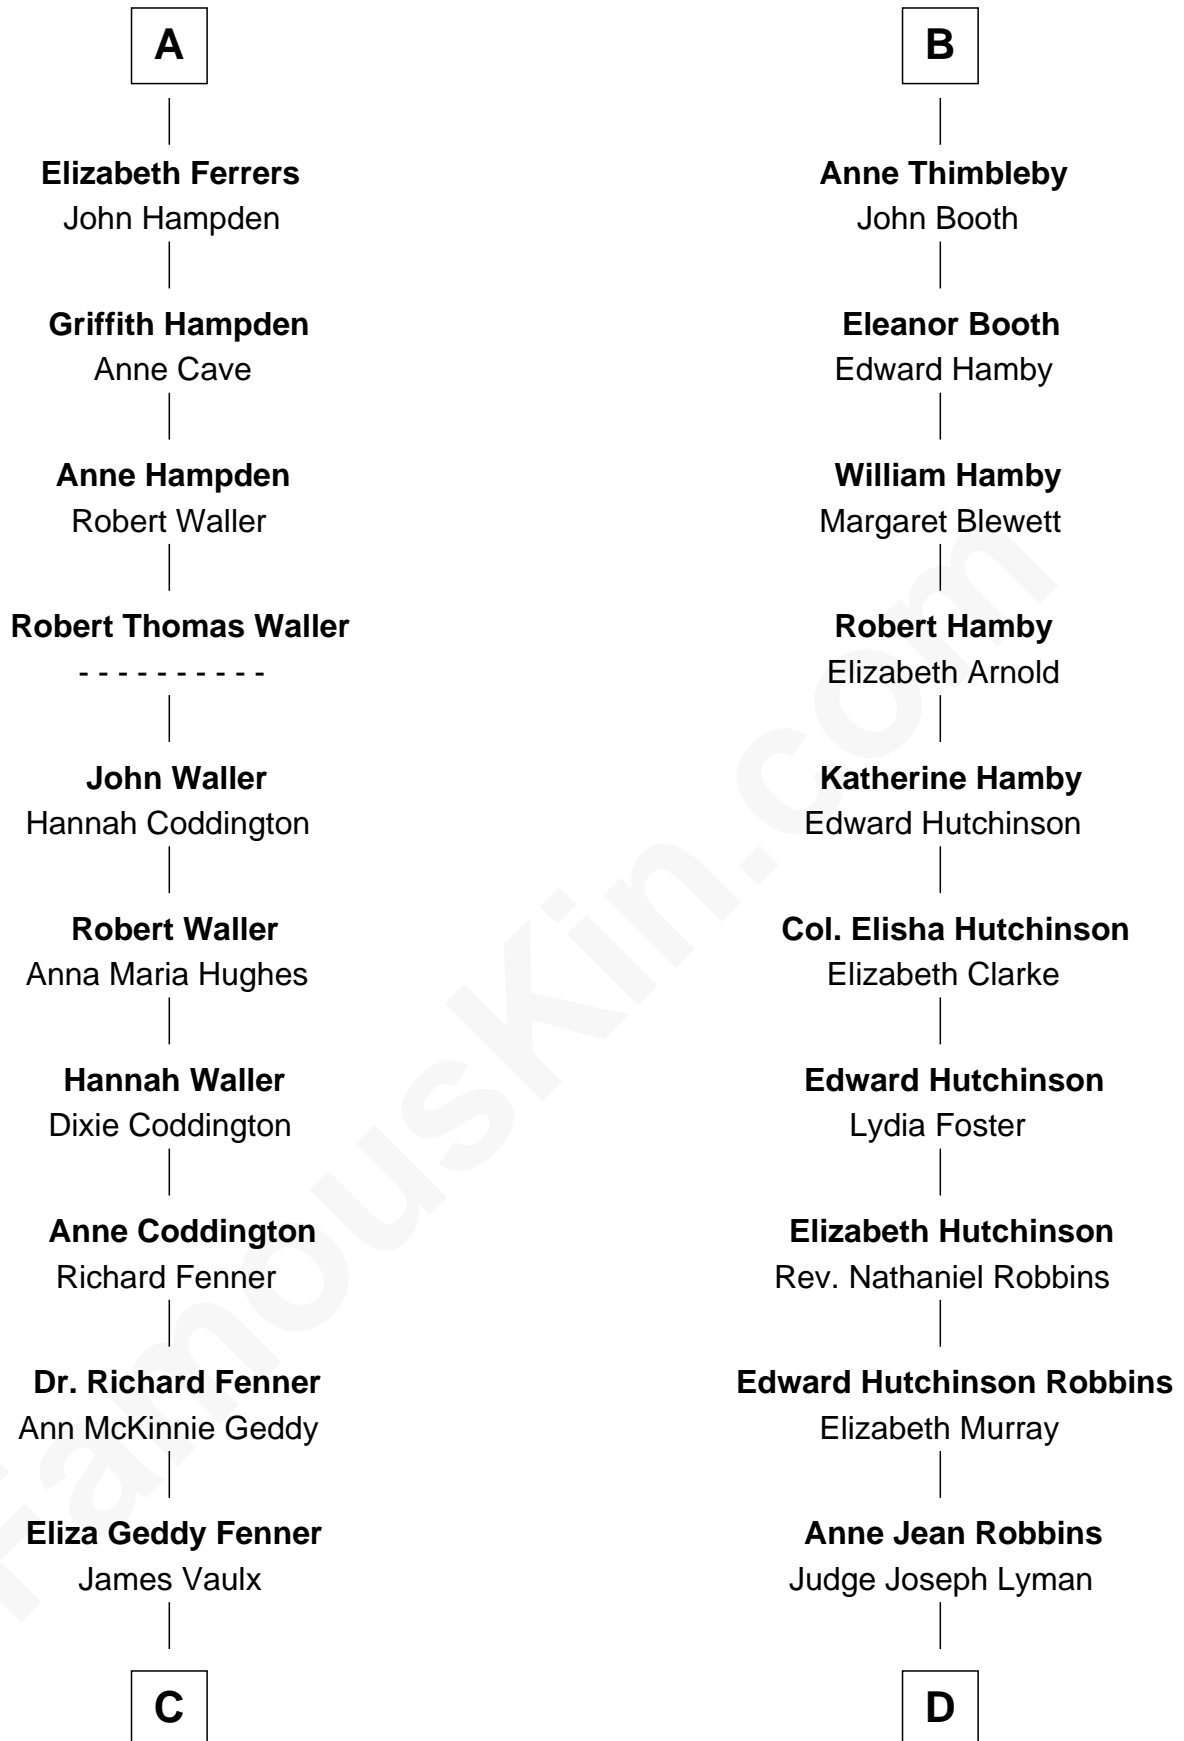 A
Elizabeth Ferrers
John Hampden
Griffith Hampden
Anne Cave
Anne Hampden
Robert Waller
Robert Thomas Waller
- - - - - - - - - -
John Waller
Hannah Coddington
Robert Waller
Anna Maria Hughes
Hannah Waller
Dixie Coddington
Anne Coddington
Richard Fenner
Dr. Richard Fenner
Ann McKinnie Geddy
Eliza Geddy Fenner
James Vaulx
C
B
Anne Thimbleby
John Booth
Eleanor Booth
Edward Hamby
William Hamby
Margaret Blewett
Robert Hamby
Elizabeth Arnold
Katherine Hamby
Edward Hutchinson
Col. Elisha Hutchinson
Elizabeth Clarke
Edward Hutchinson
Lydia Foster
Elizabeth Hutchinson
Rev. Nathaniel Robbins
Edward Hutchinson Robbins
Elizabeth Murray
Anne Jean Robbins
Judge Joseph Lyman
D
FamousKin.com